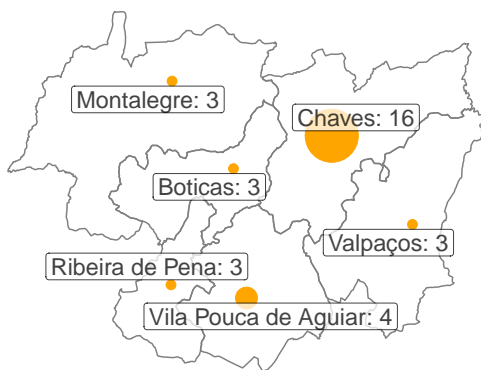 Montalegre: 3
Chaves: 16
Boticas: 3
Valpaços: 3
Ribeira de Pena: 3
Vila Pouca de Aguiar: 4